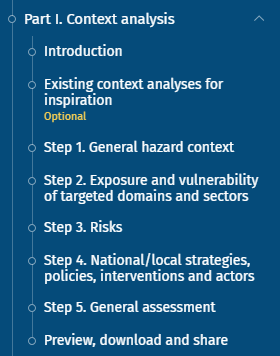 Part I. Context analysis
Introduction
Existing context analyses for
inspiration
Optional
Step 1. General hazard context
Step 2. Exposure and vulnerability
of targeted domains and sectors
Step 3. Risks
Step 4. National/local strategies,
policies, interventions and actors
Step 5. General assessment
Preview, download and share